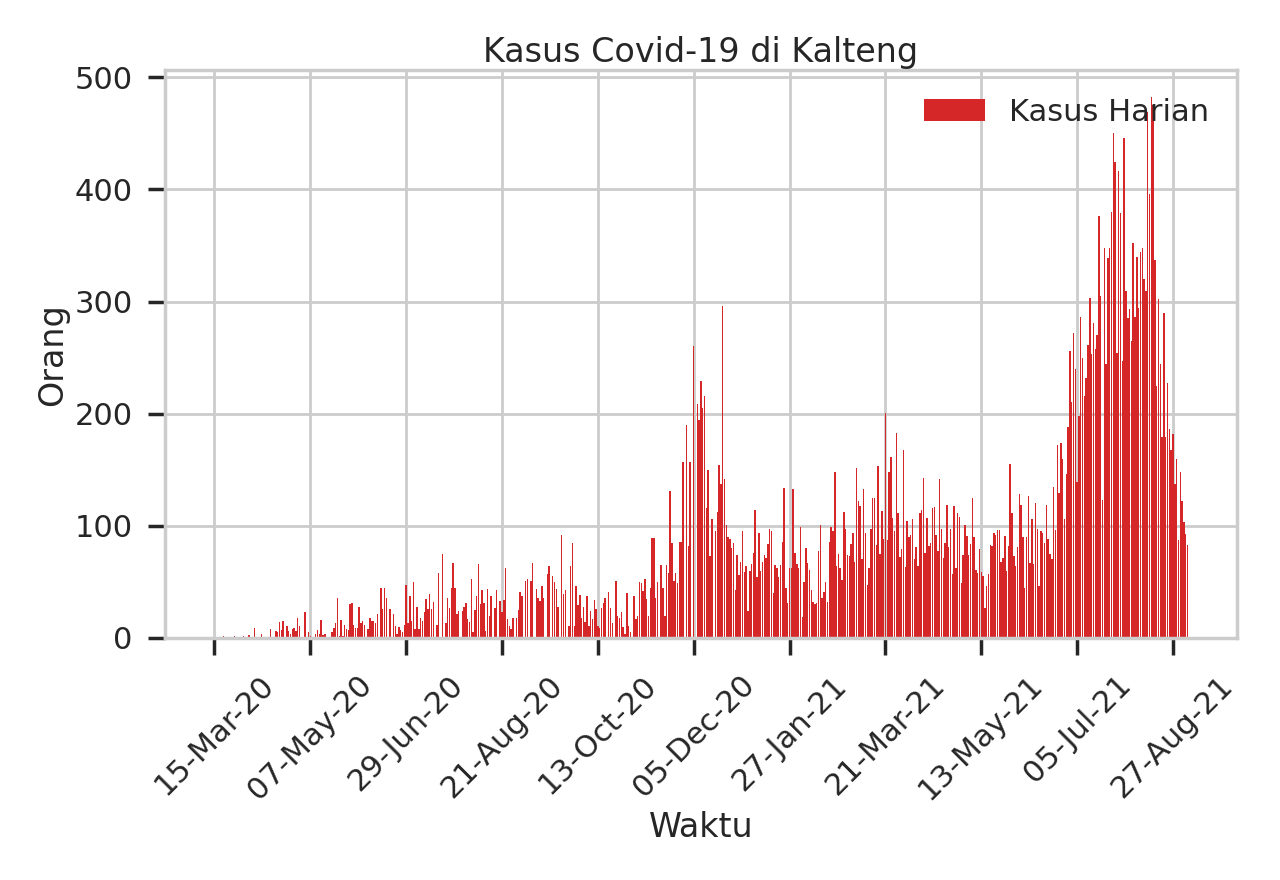 Kasus Covid-19 di Kalteng
Kasus Harian
500
400
300
200
100
0
Orang
15-Mar-20
07-May-20
29-Jun-20
21-Aug-20
13-Oct-20
05-Dec-20
27-Jan-21
21-Mar-21
13-May-21
05-Jul-21
27-Aug-21
Waktu